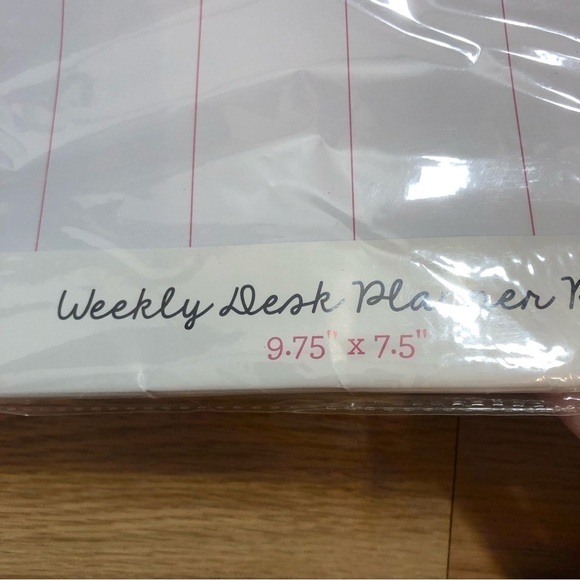 Weekly Desk Planner
9.75" x 7.5"